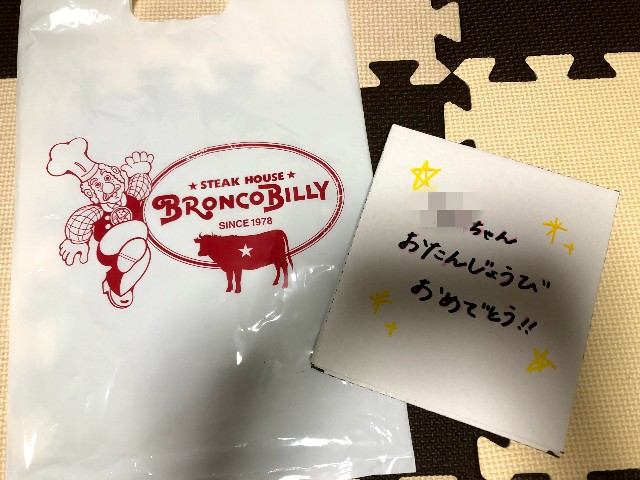 ★ STEAK HOUSE ★
BRONCO BILLY
SINCE 1978
ちゃん
おたんじょうび
おめでとう!!